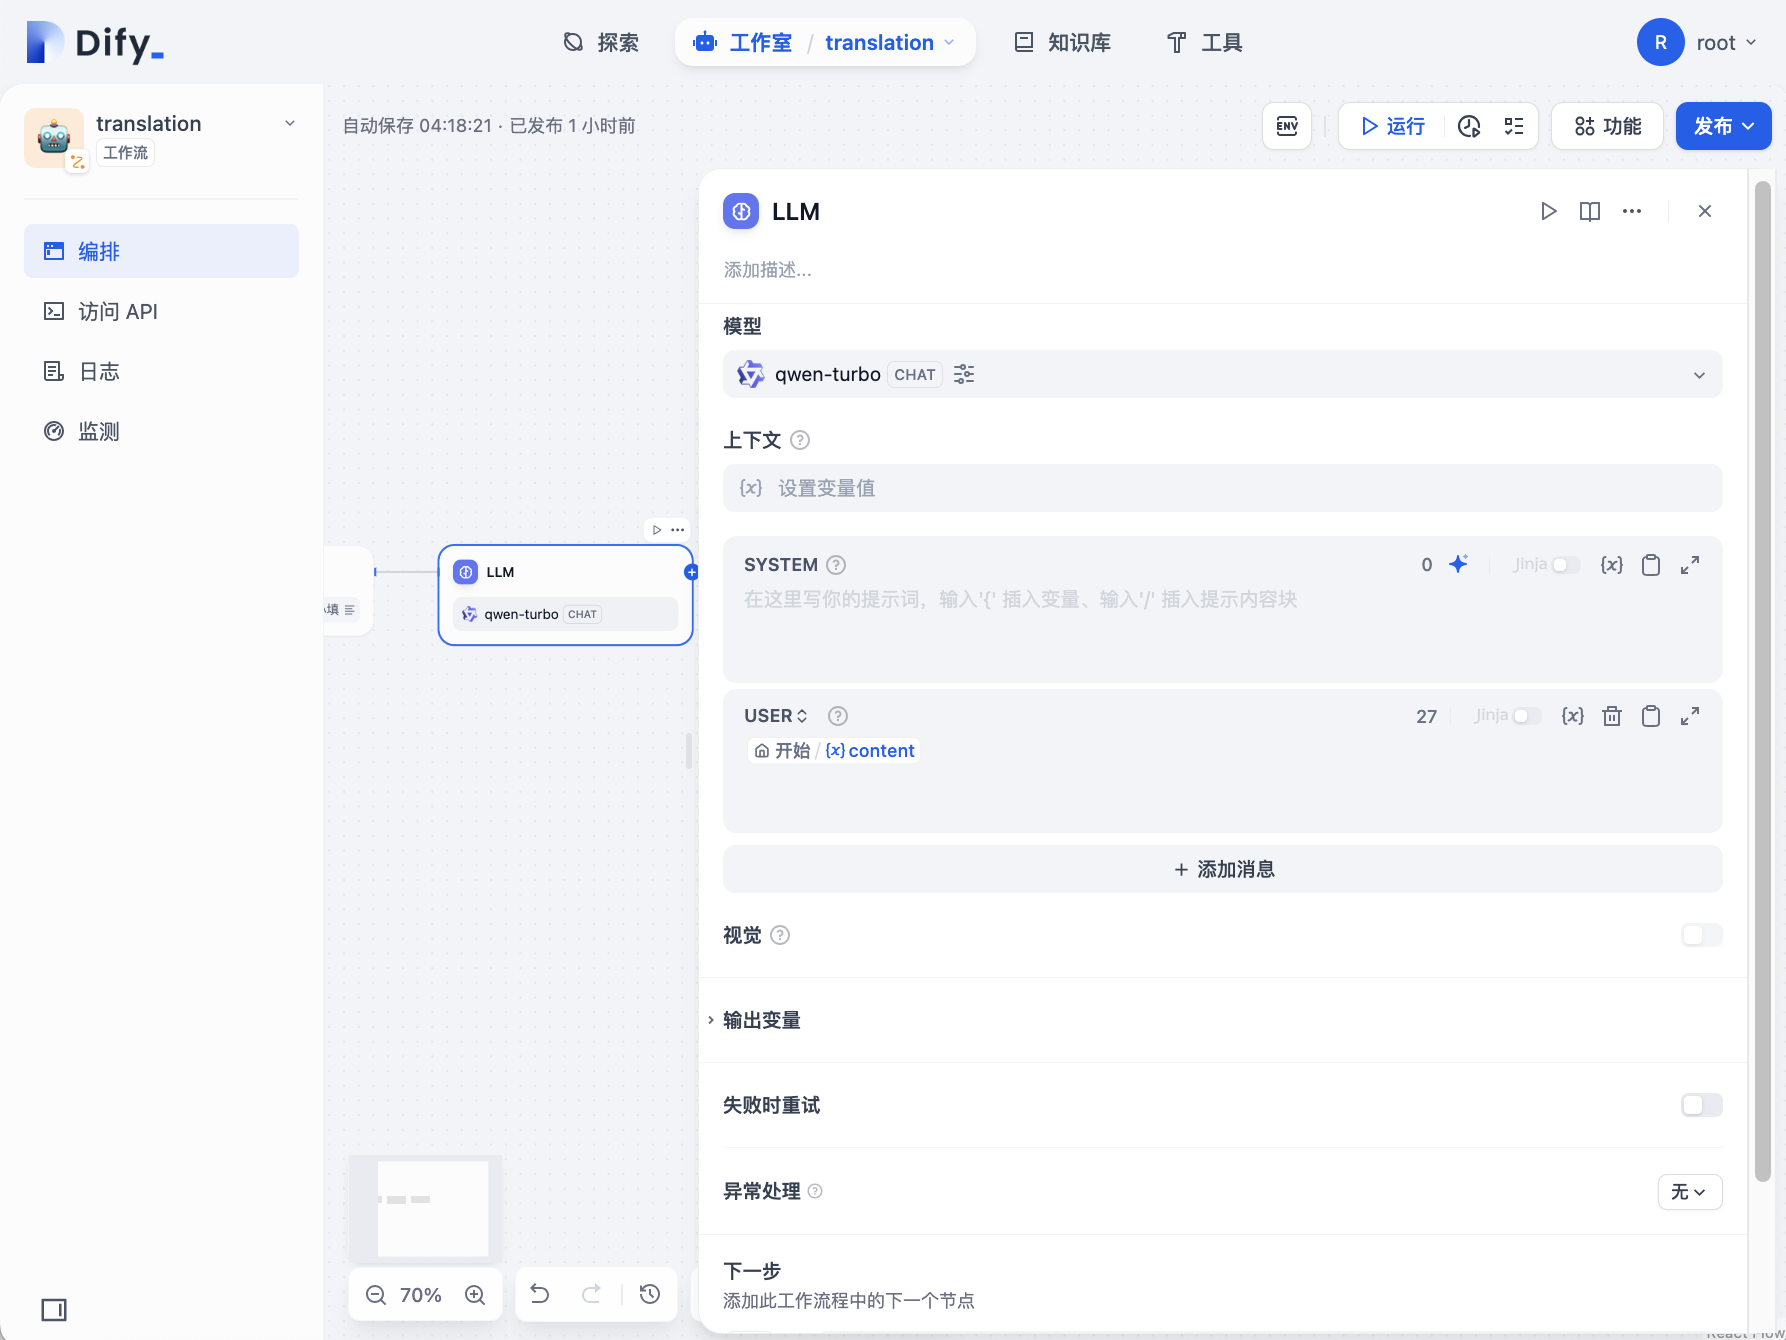 Dify_
探索
工作室 / translation
知识库
工具
R root
translation
工作流
编排
访问 API
日志
监测
自动保存 04:18:21 · 已发布 1 小时前
ENV
运行
功能
发布
LLM
添加描述...
模型
qwen-turbo CHAT
上下文
{x} 设置变量值
SYSTEM
0
Jinja
{x}
在这里写你的提示词，输入'{' 插入变量、输入'/' 插入提示内容块
USER
27
Jinja
{x}
开始 / {x} content
+ 添加消息
视觉
输出变量
失败时重试
异常处理
无
下一步
添加此工作流程中的下一个节点
LLM
qwen-turbo CHAT
填
70%
React Flow